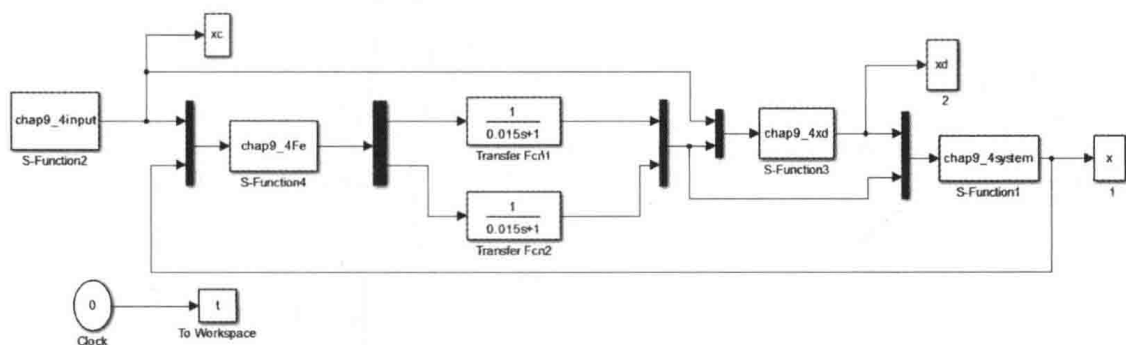 xc
chap9_4input
S-Function2
chap9_4Fe
S-Function4
1
0.015s+1
Transfer Fcn1
1
0.015s+1
Transfer Fcn2
chap9_4xd
S-Function3
xd
2
chap9_4system
S-Function1
x
1
0
Clock
t
To Workspace